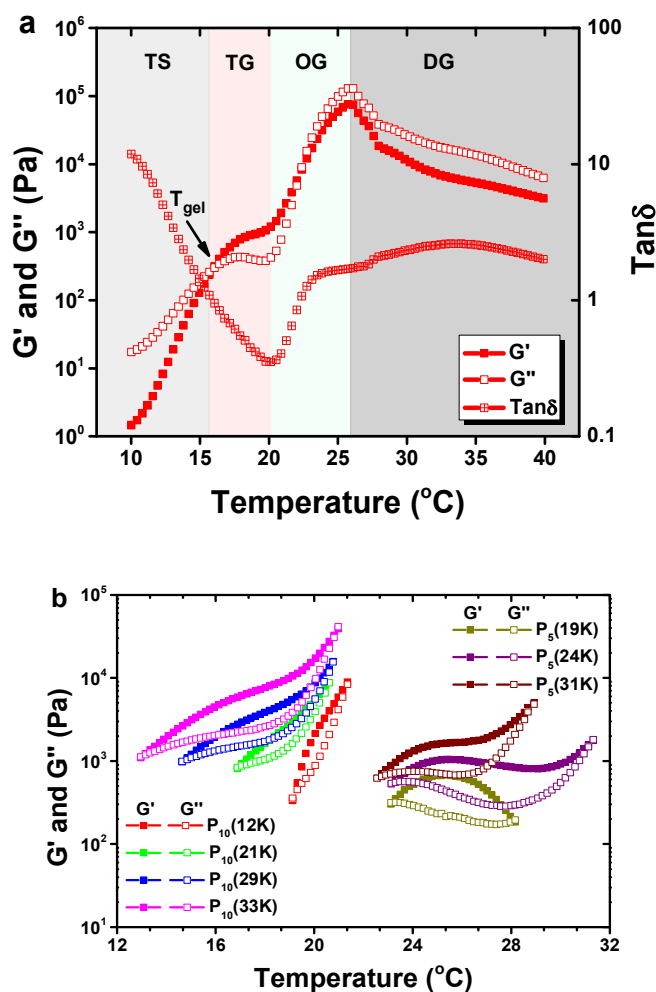 a
TS TG OG DG
T_gel
G' and G'' (Pa)
10^6
10^5
10^4
10^3
10^2
10^1
10^0
Tanδ
100
10
1
0.1
G'
G''
Tanδ
10 15 20 25 30 35 40
Temperature (°C)
b
G' and G'' (Pa)
10^5
10^4
10^3
10^2
10^1
G' G''
P_5(19K)
P_5(24K)
P_5(31K)
G' G''
P_10(12K)
P_10(21K)
P_10(29K)
P_10(33K)
12 16 20 24 28 32
Temperature (°C)